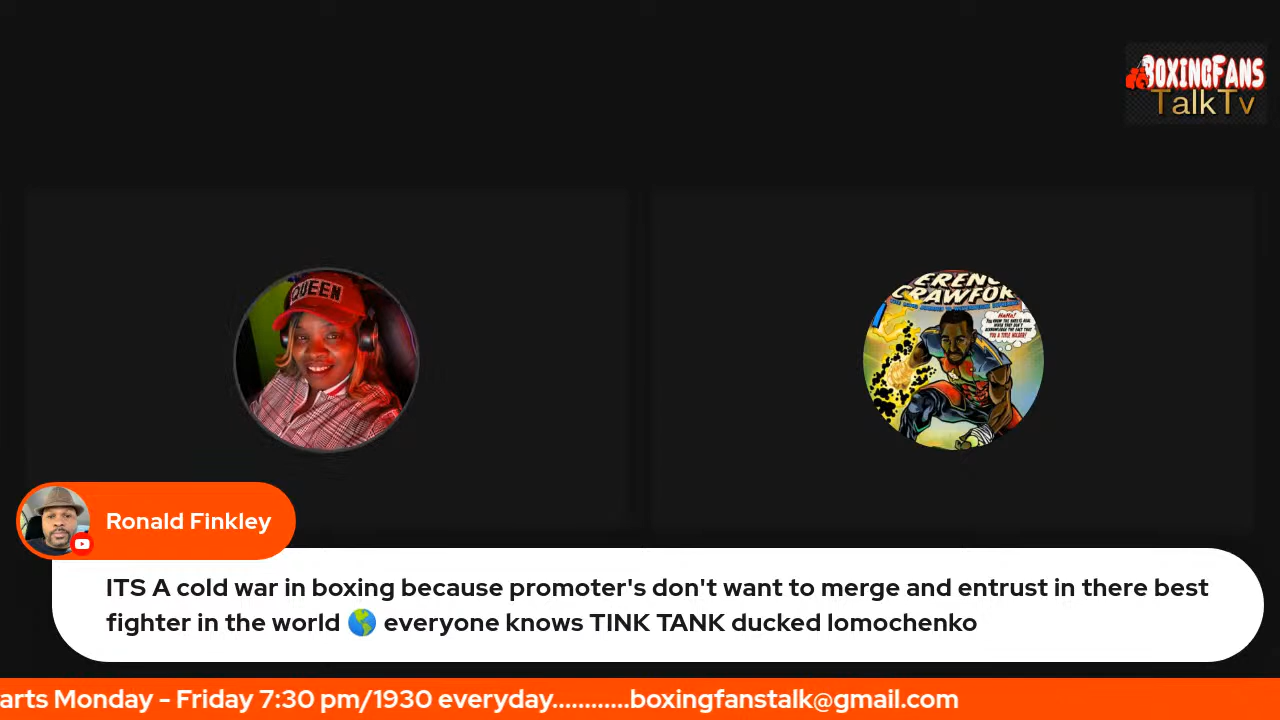 BOXINGFANS
TalkTv
QUEEN
ERENC
CRAWFOR
Ronald Finkley
ITS A cold war in boxing because promoter's don't want to merge and entrust in there best
fighter in the world 🌎 everyone knows TINK TANK ducked lomochenko
arts Monday - Friday 7:30 pm/1930 everyday............boxingfanstalk@gmail.com